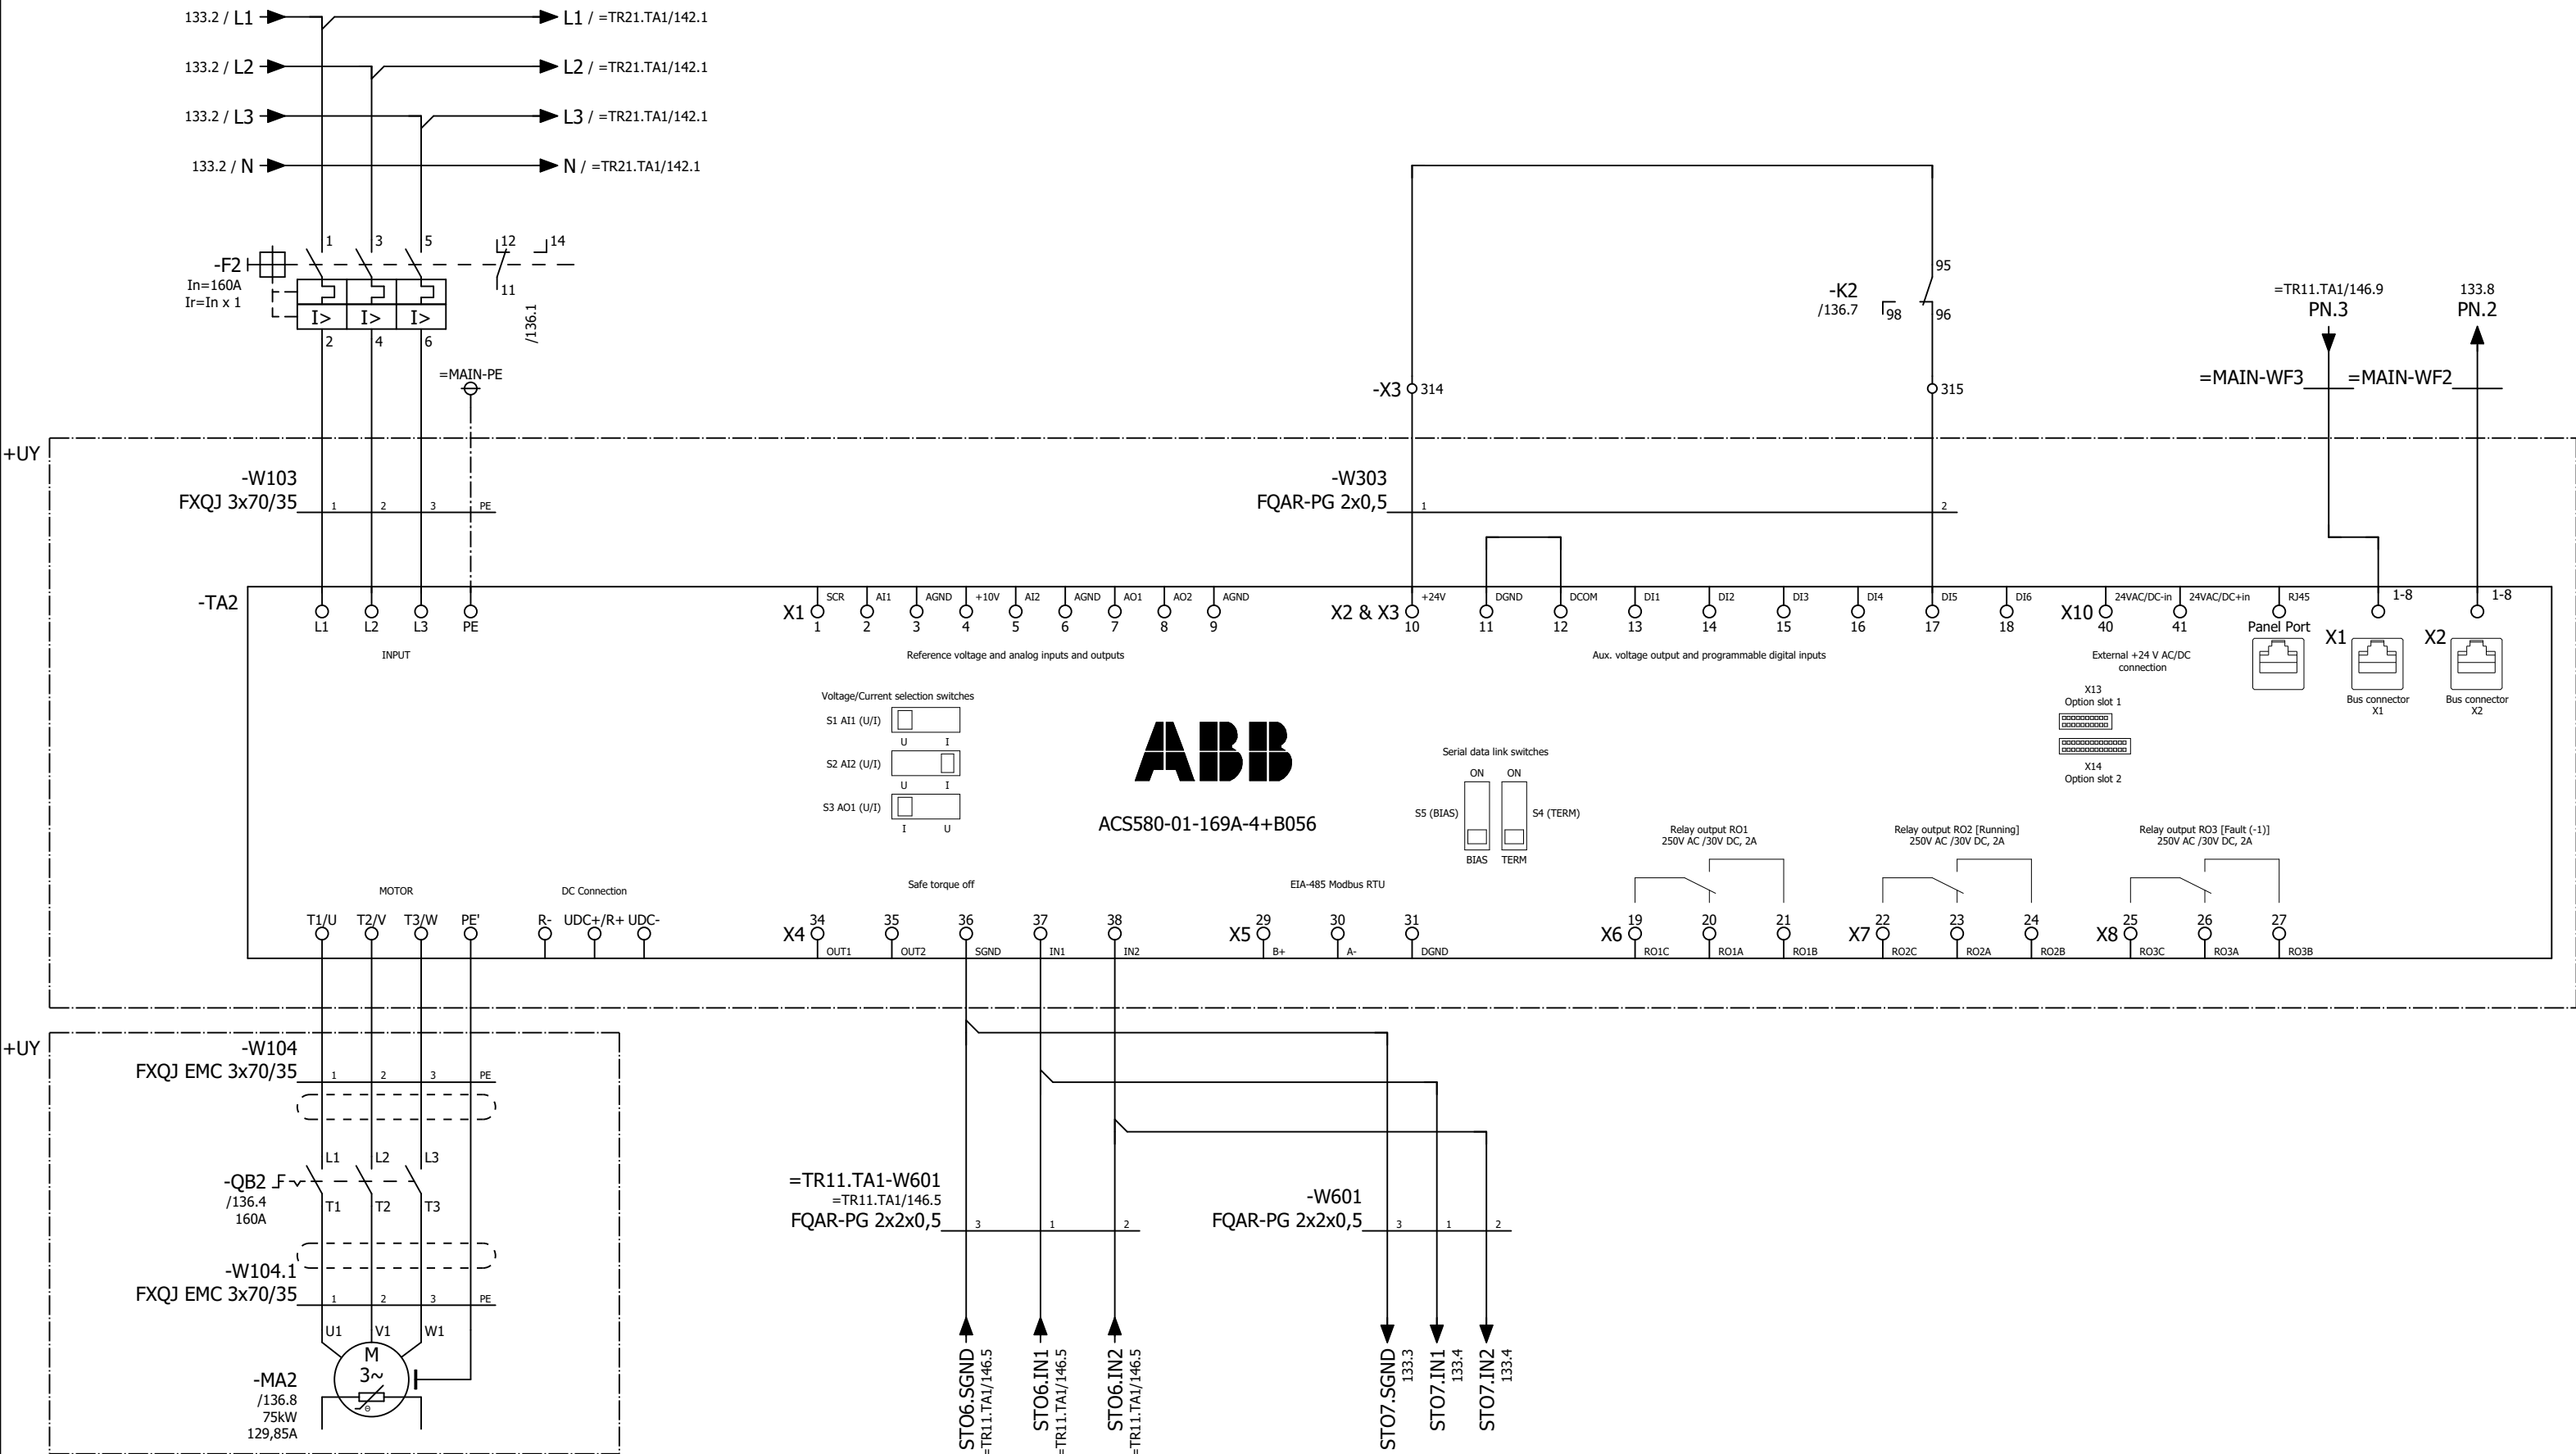 133.2 / L1
L1 / =TR21.TA1/142.1
133.2 / L2
L2 / =TR21.TA1/142.1
133.2 / L3
L3 / =TR21.TA1/142.1
133.2 / N
N / =TR21.TA1/142.1
1 3 5 12 14
-F2
In=160A
Ir=In x 1
11
I> I> I>
2 4 6
/136.1
=MAIN-PE
95
-K2
/136.7
98 96
=TR11.TA1/146.9
PN.3
133.8
PN.2
-X3 314 315
=MAIN-WF3
=MAIN-WF2
+UY
-W103
FXQJ 3x70/35
1 2 3 PE
-W303
FQAR-PG 2x0,5
1 2
-TA2
L1 L2 L3 PE
INPUT
X1
SCR AI1 AGND +10V AI2 AGND AO1 AO2 AGND
1 2 3 4 5 6 7 8 9
Reference voltage and analog inputs and outputs
X2 & X3
+24V DGND DCOM DI1 DI2 DI3 DI4 DI5 DI6
10 11 12 13 14 15 16 17 18
Aux. voltage output and programmable digital inputs
X10
24VAC/DC-in 24VAC/DC+in
40 41
External +24 V AC/DC
connection
RJ45
Panel Port
1-8
X1
Bus connector
X1
1-8
X2
Bus connector
X2
X13
Option slot 1
X14
Option slot 2
Voltage/Current selection switches
S1 AI1 (U/I)
U I
S2 AI2 (U/I)
U I
S3 AO1 (U/I)
I U
ABB
ACS580-01-169A-4+B056
Serial data link switches
ON ON
S5 (BIAS)
S4 (TERM)
BIAS TERM
Relay output RO1
250V AC /30V DC, 2A
Relay output RO2 [Running]
250V AC /30V DC, 2A
Relay output RO3 [Fault (-1)]
250V AC /30V DC, 2A
MOTOR
DC Connection
Safe torque off
EIA-485 Modbus RTU
T1/U T2/V T3/W PE' R- UDC+/R+ UDC-
X4
34 35 36 37 38
OUT1 OUT2 SGND IN1 IN2
X5
29 30 31
B+ A- DGND
X6
19 20 21
RO1C RO1A RO1B
X7
22 23 24
RO2C RO2A RO2B
X8
25 26 27
RO3C RO3A RO3B
+UY
-W104
FXQJ EMC 3x70/35
1 2 3 PE
L1 L2 L3
-QB2
/136.4
160A
T1 T2 T3
-W104.1
FXQJ EMC 3x70/35
1 2 3 PE
U1 V1 W1
M
3~
ϴ
-MA2
/136.8
75kW
129,85A
=TR11.TA1-W601
=TR11.TA1/146.5
FQAR-PG 2x2x0,5
3 1 2
-W601
FQAR-PG 2x2x0,5
3 1 2
STO6.SGND
=TR11.TA1/146.5
STO6.IN1
=TR11.TA1/146.5
STO6.IN2
=TR11.TA1/146.5
STO7.SGND
133.3
STO7.IN1
133.4
STO7.IN2
133.4